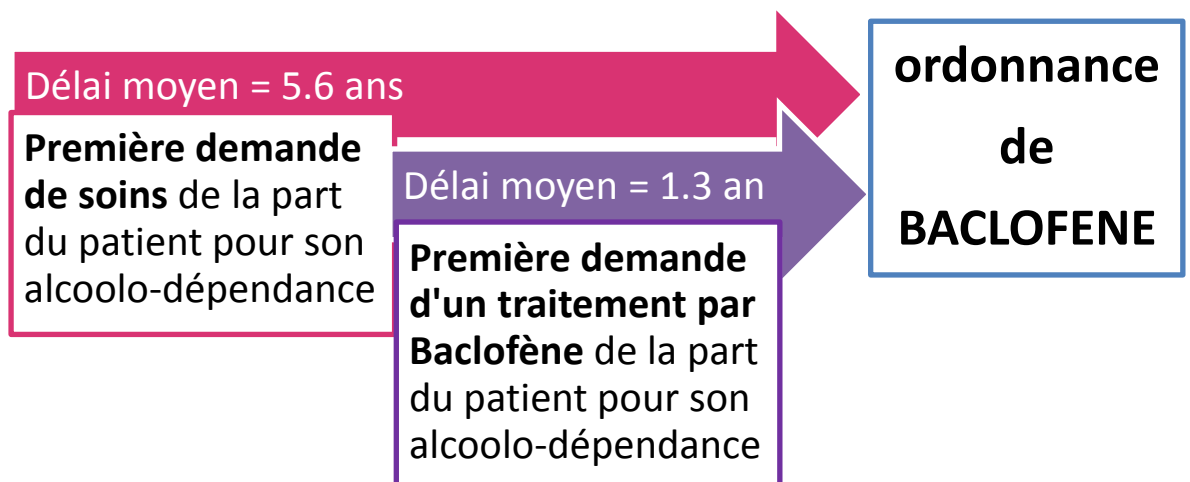 Délai moyen = 5.6 ans
Première demande
de soins de la part
du patient pour son
alcoolo-dépendance
Délai moyen = 1.3 an
Première demande
d'un traitement par
Baclofène de la part
du patient pour son
alcoolo-dépendance
ordonnance
de
BACLOFENE